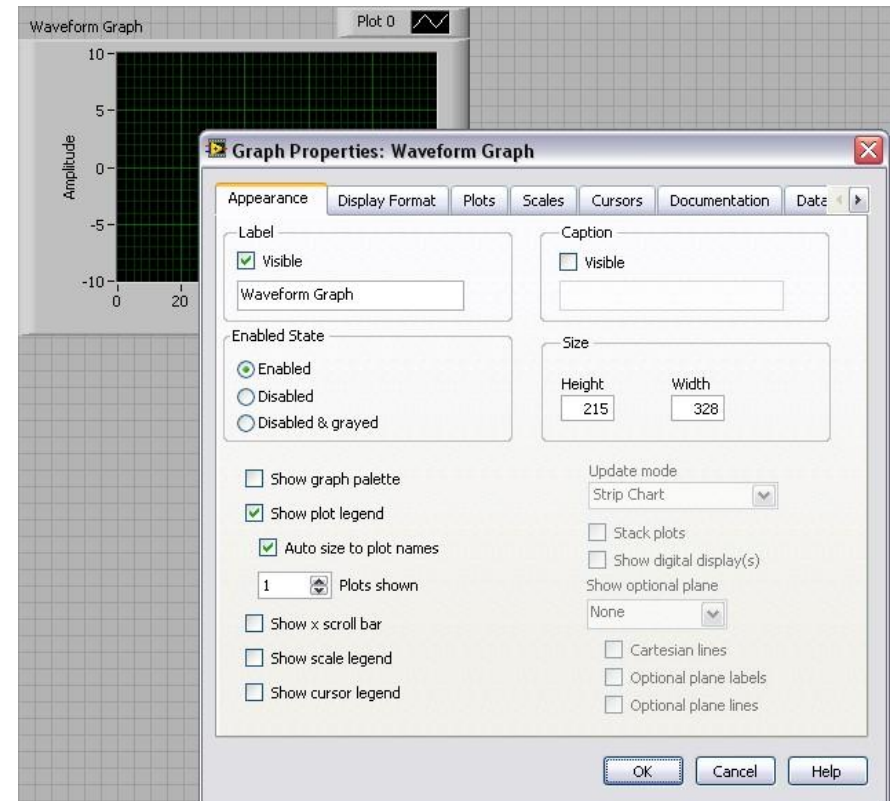 Waveform Graph
Plot 0
10
5
0
-5
-10
Amplitude
0
20
Graph Properties: Waveform Graph
Appearance
Display Format
Plots
Scales
Cursors
Documentation
Data
Label
Visible
Waveform Graph
Caption
Visible
Enabled State
Enabled
Disabled
Disabled & grayed
Size
Height
Width
215
328
Show graph palette
Show plot legend
Auto size to plot names
1 Plots shown
Show x scroll bar
Show scale legend
Show cursor legend
Update mode
Strip Chart
Stack plots
Show digital display(s)
Show optional plane
None
Cartesian lines
Optional plane labels
Optional plane lines
OK
Cancel
Help